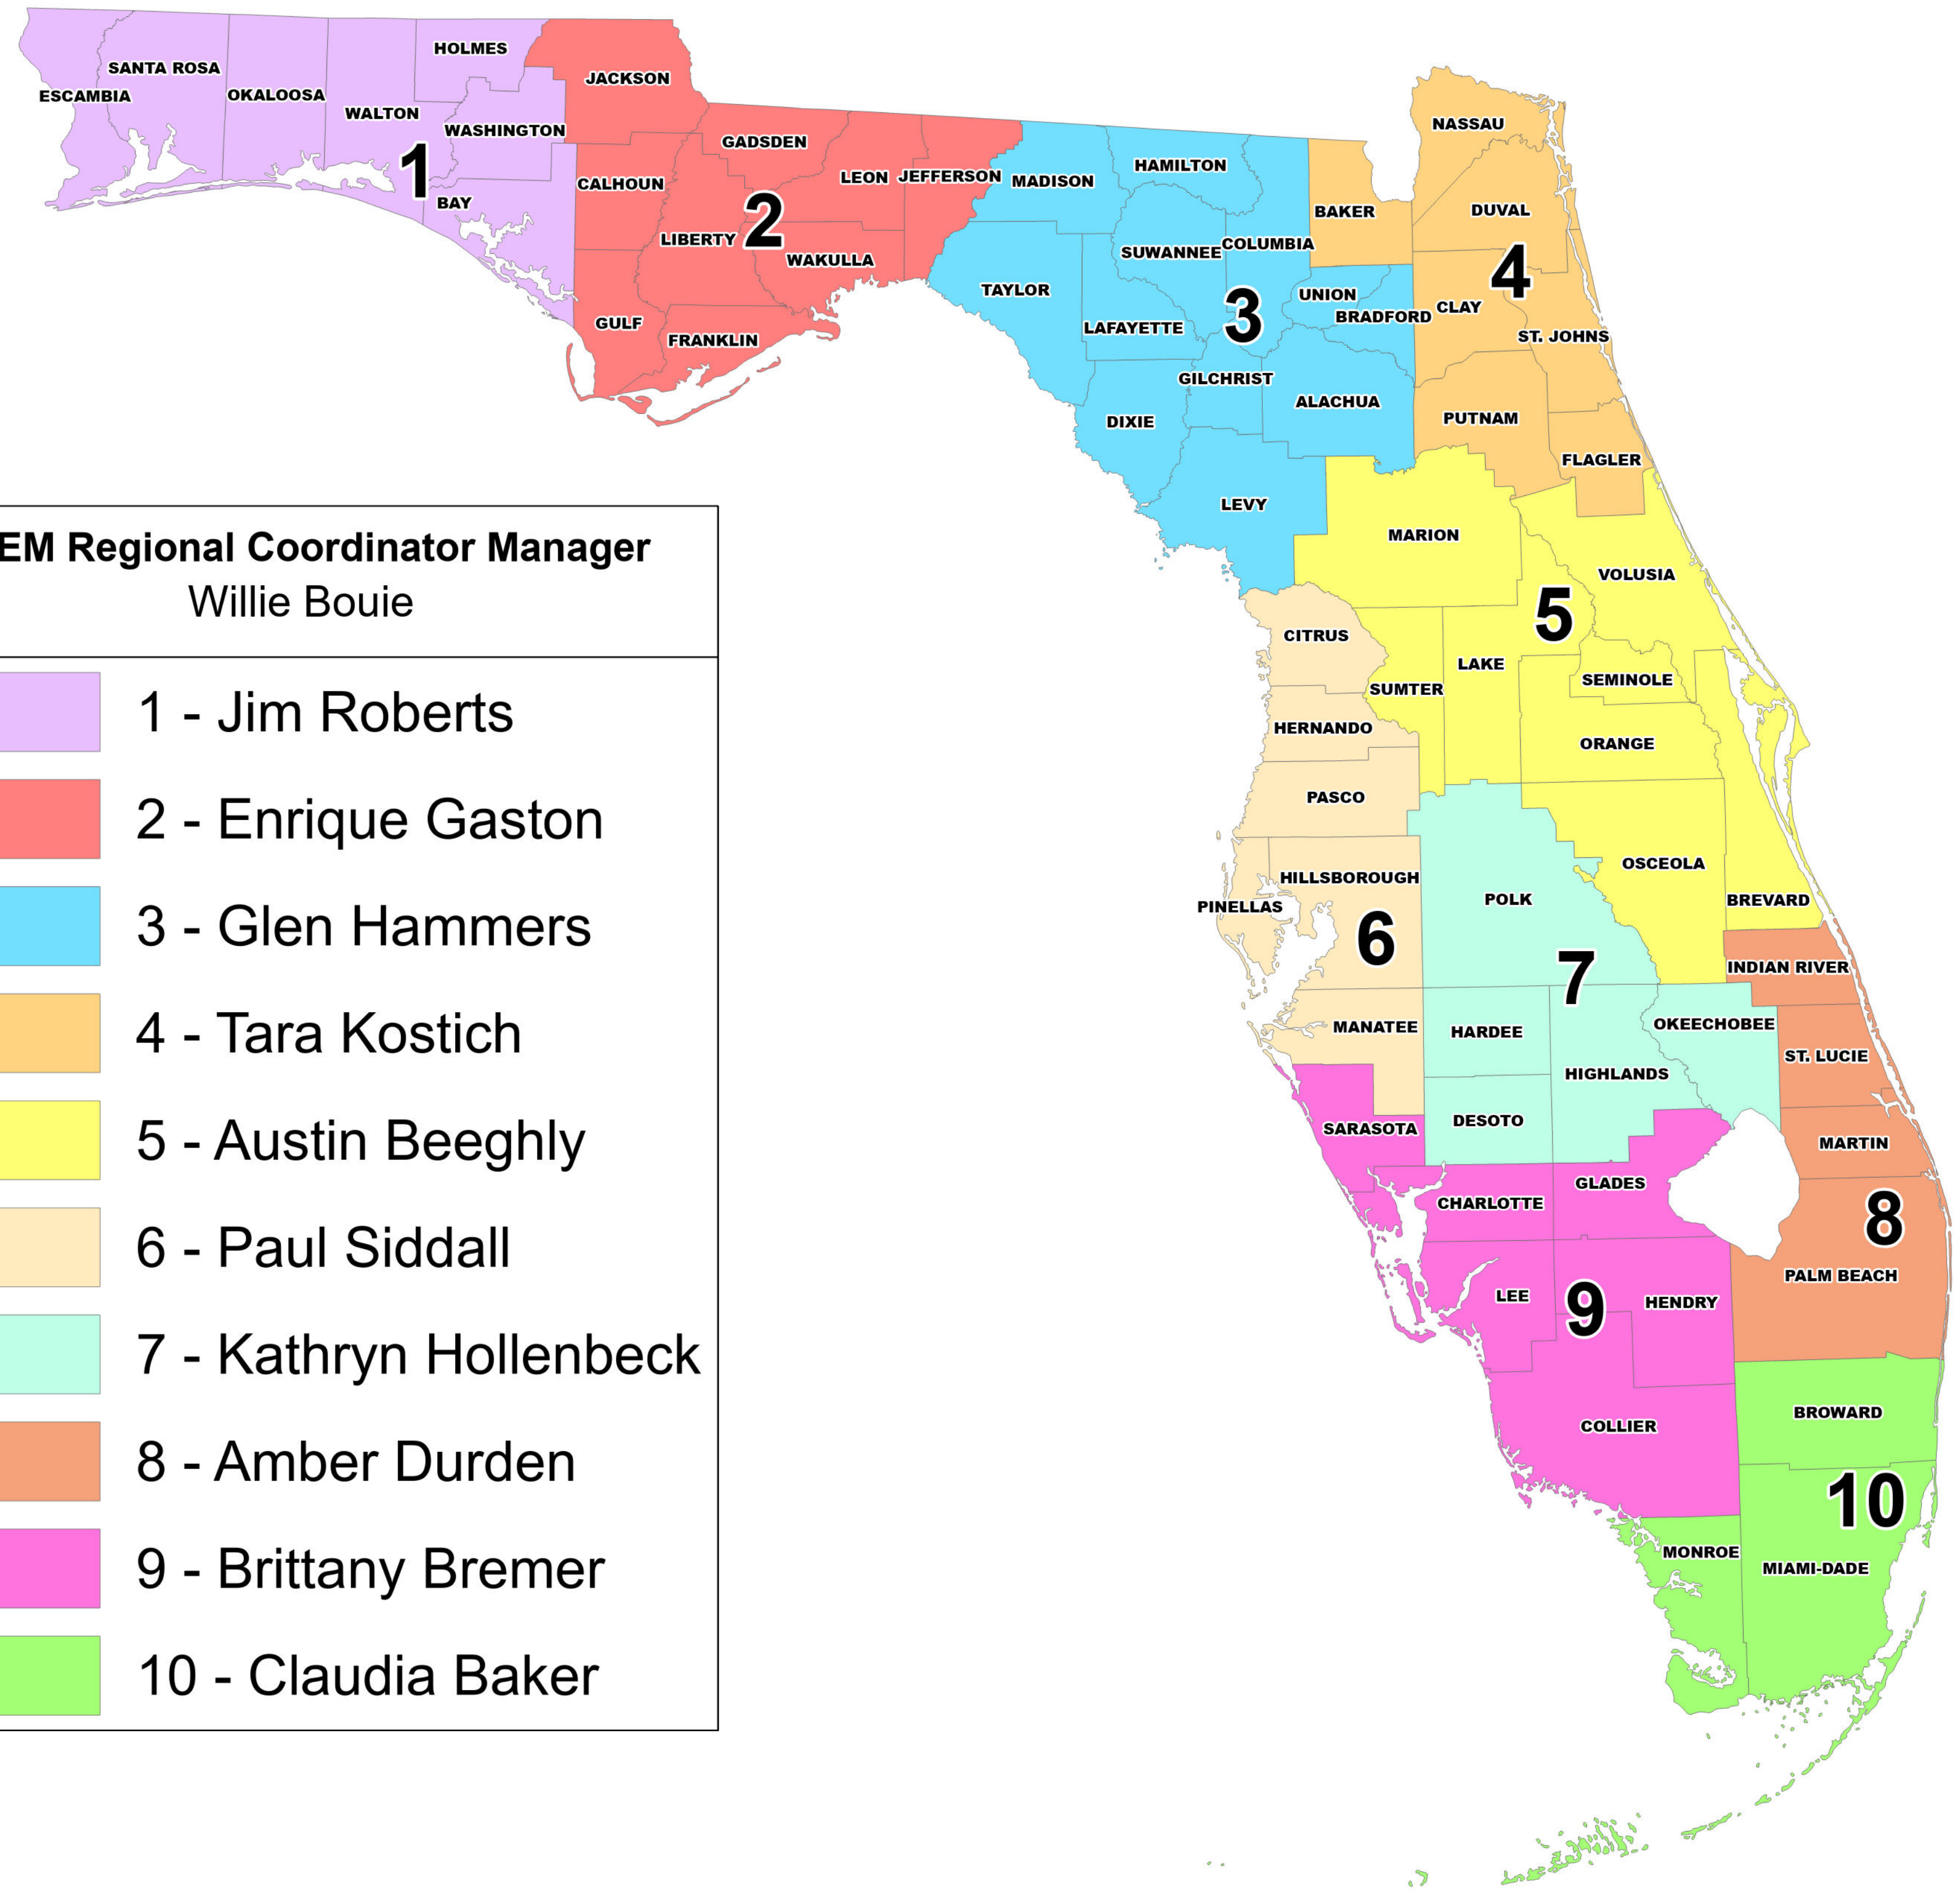 HOLMES
SANTA ROSA
JACKSON
ESCAMBIA
OKALOOSA
WALTON
WASHINGTON
NASSAU
GADSDEN
HAMILTON
1
LEON
JEFFERSON
MADISON
CALHOUN
BAY
2
BAKER
DUVAL
LIBERTY
WAKULLA
SUWANNEE
COLUMBIA
4
TAYLOR
UNION
CLAY
BRADFORD
GULF
LAFAYETTE
3
ST. JOHNS
FRANKLIN
GILCHRIST
ALACHUA
DIXIE
PUTNAM
FLAGLER
LEVY
MARION
VOLUSIA
5
CITRUS
LAKE
SEMINOLE
SUMTER
HERNANDO
ORANGE
PASCO
OSCEOLA
HILLSBOROUGH
POLK
BREVARD
PINELLAS
6
7
INDIAN RIVER
MANATEE
HARDEE
OKEECHOBEE
ST. LUCIE
HIGHLANDS
DESOTO
SARASOTA
MARTIN
GLADES
CHARLOTTE
8
PALM BEACH
LEE
9
HENDRY
BROWARD
COLLIER
10
MONROE
MIAMI-DADE
EM Regional Coordinator Manager
Willie Bouie
1 - Jim Roberts
2 - Enrique Gaston
3 - Glen Hammers
4 - Tara Kostich
5 - Austin Beeghly
6 - Paul Siddall
7 - Kathryn Hollenbeck
8 - Amber Durden
9 - Brittany Bremer
10 - Claudia Baker